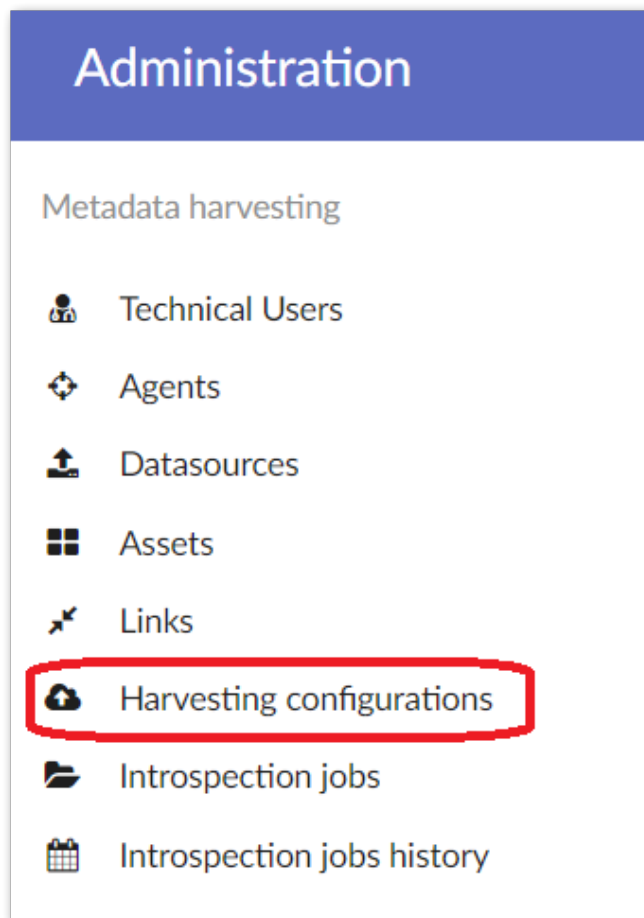 Administration
Metadata harvesting
Technical Users
Agents
Datasources
Assets
Links
Harvesting configurations
Introspection jobs
Introspection jobs history